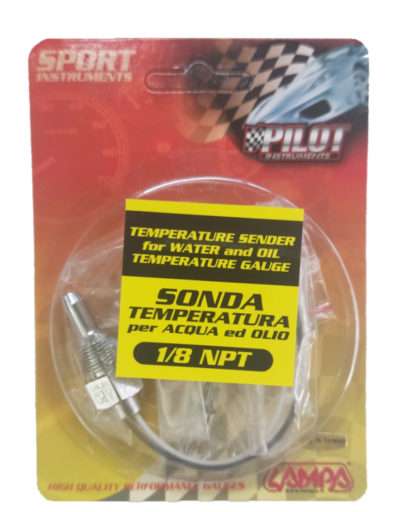 SPORT
INSTRUMENTS
PILOT
INSTRUMENTS
TEMPERATURE SENDER
for WATER and OIL
TEMPERATURE GAUGE
SONDA
TEMPERATURA
per ACQUA ed OLIO
1/8 NPT
LAMPA
HIGH QUALITY PERFORMANCE GAUGES